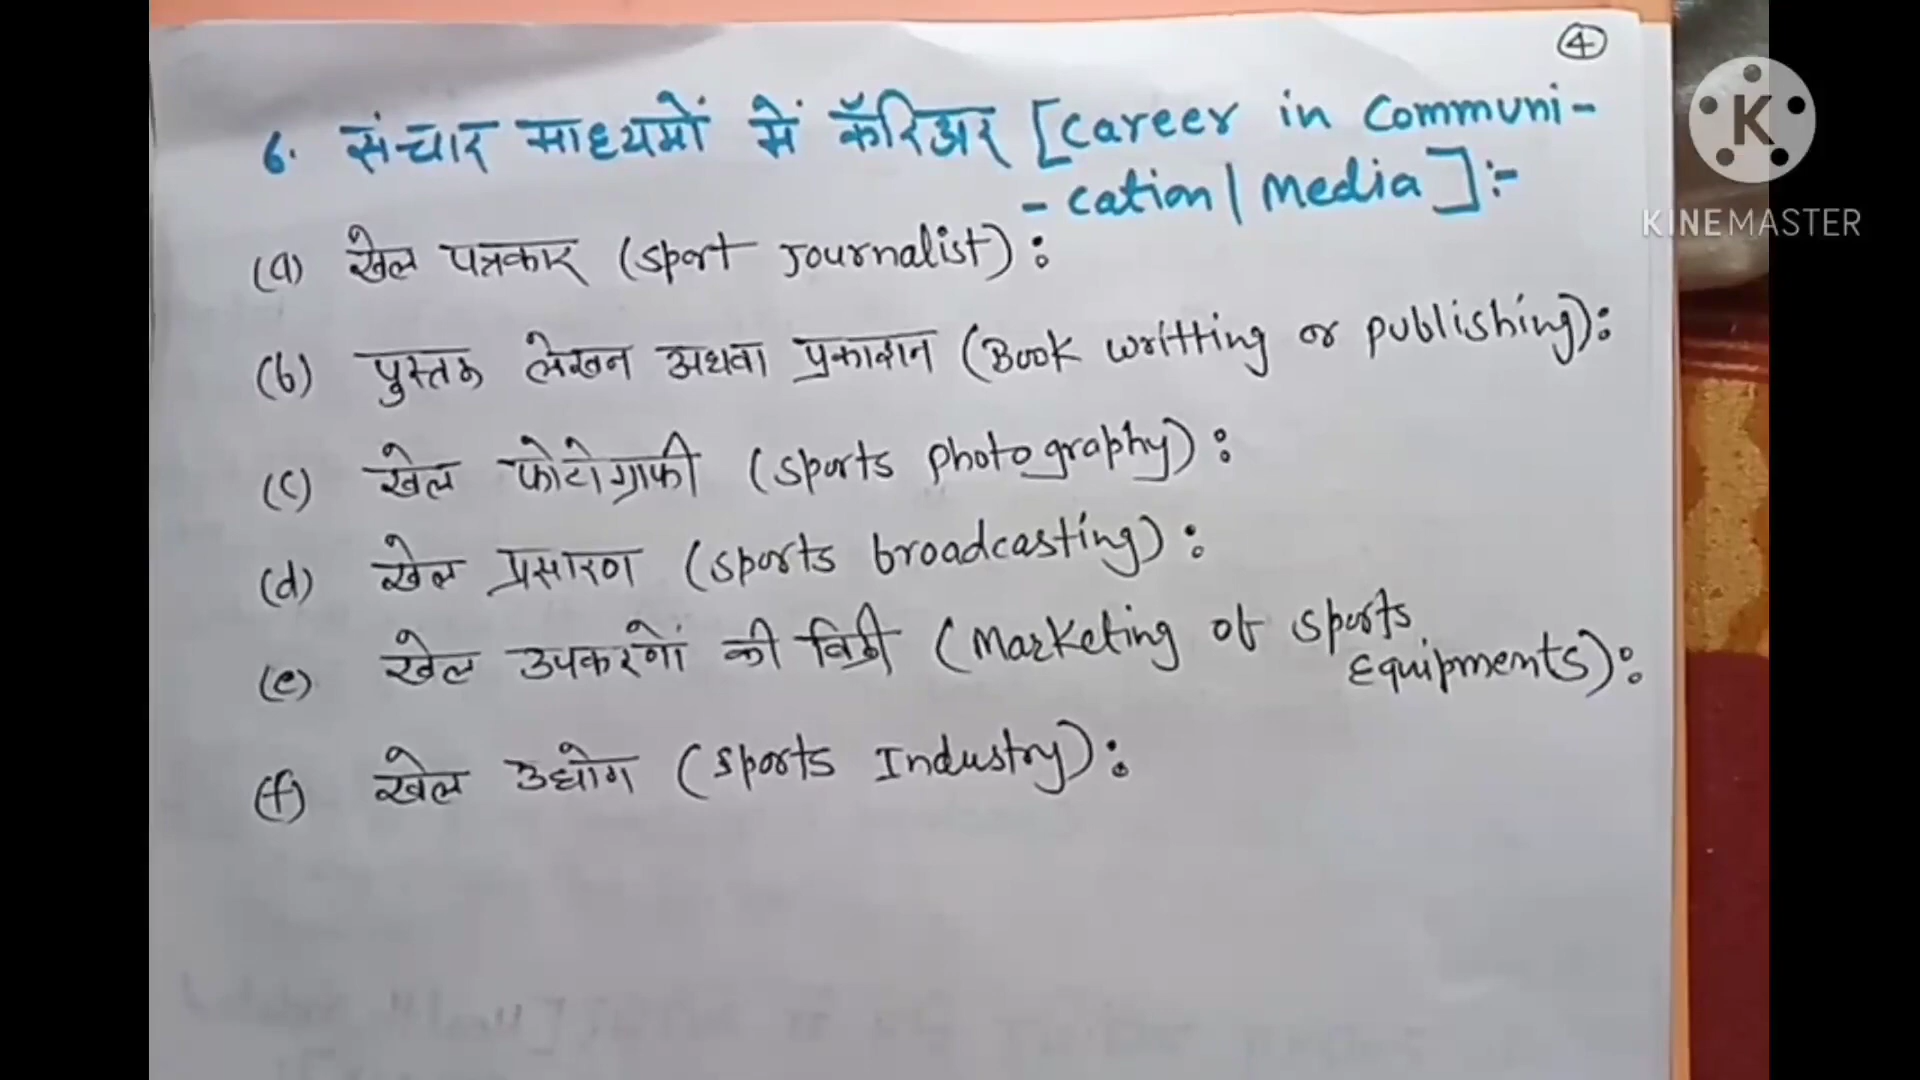 ④
6. संचार माध्यमों में कॅरिअर [Career in Communi-
-cation/Media]:-
(a) खेल पत्रकार (Sport Journalist):
(b) पुस्तक लेखन अथवा प्रकाशन (Book writting or publishing):
(c) खेल फोटोग्राफी (Sports photography):
(d) खेल प्रसारण (Sports broadcasting):
(e) खेल उपकरणों की बिक्री (Marketing of Sports
Equipments):
(f) खेल उद्योग (Sports Industry):
K
KINEMASTER